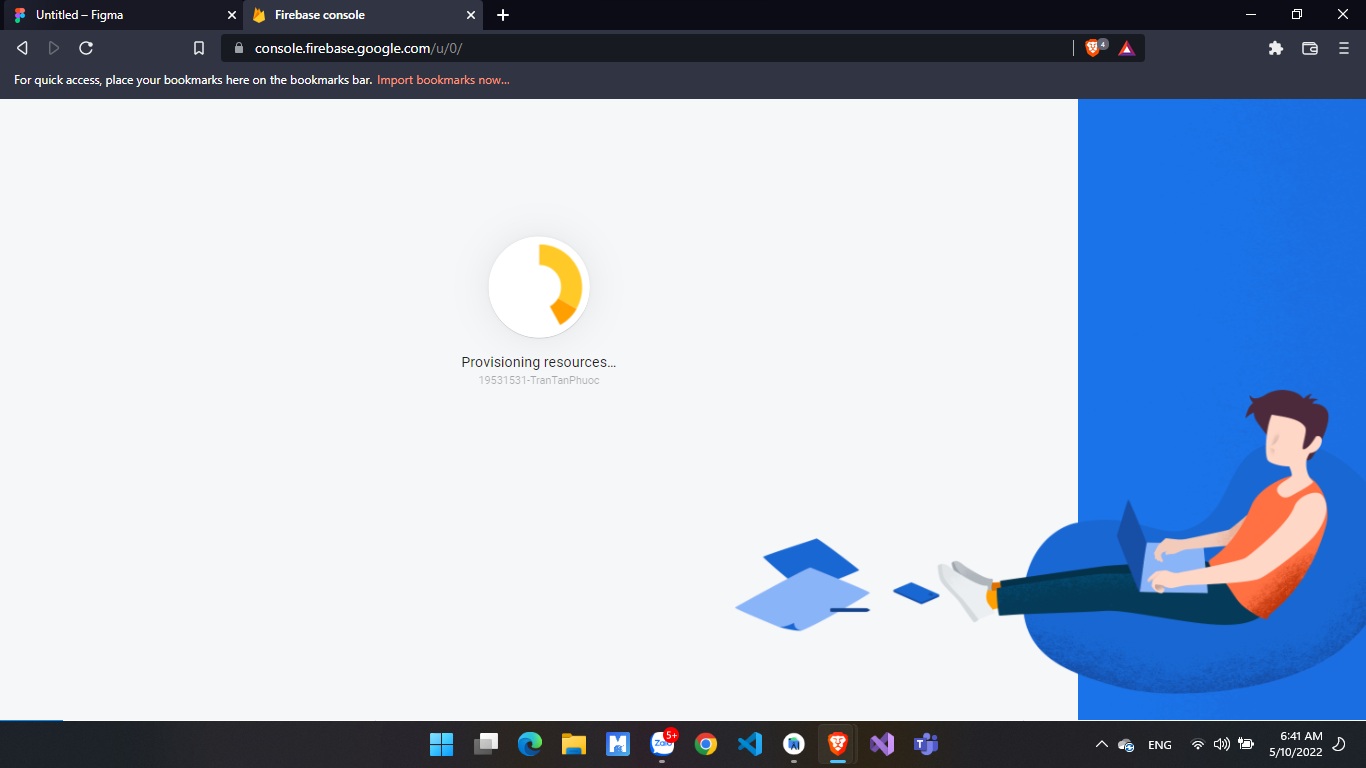 Untitled – Figma
Firebase console
console.firebase.google.com/u/0/
4
For quick access, place your bookmarks here on the bookmarks bar. Import bookmarks now...
Provisioning resources...
19531531-TranTanPhuoc
Zalo
5+
ENG
6:41 AM
5/10/2022